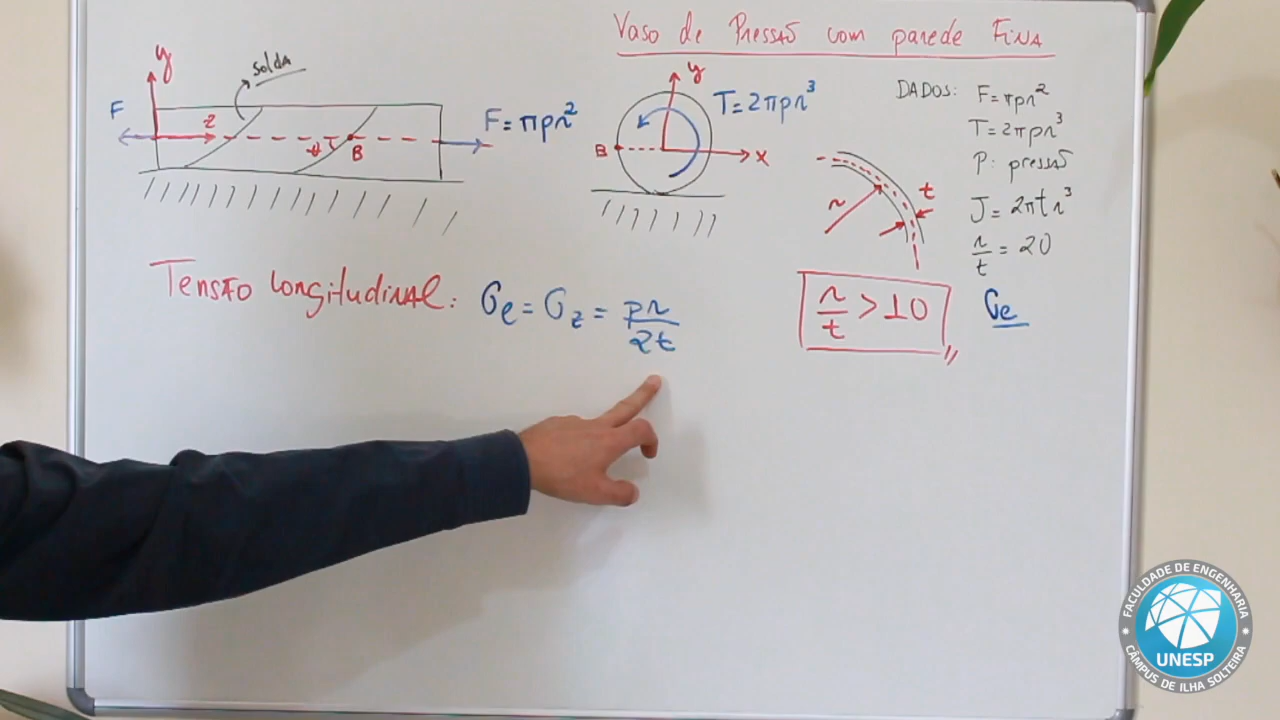 Vaso de Pressão com parede Fina
y
solda
F
z
θ
B
F = πpr²
y
T = 2πpr³
B
x
DADOS: F = πpr²
T = 2πpr³
P: pressão
J = 2πtr³
r/t = 20
r
t
r/t > 10
σe
Tensão longitudinal: σℓ = σz = pr/2t
FACULDADE DE ENGENHARIA
UNESP
CÂMPUS DE ILHA SOLTEIRA